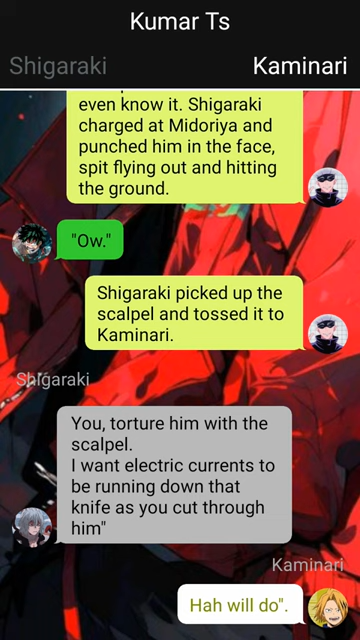 Kumar Ts
Shigaraki
Kaminari
even know it. Shigaraki
charged at Midoriya and
punched him in the face,
spit flying out and hitting
the ground.
"Ow."
Shigaraki picked up the
scalpel and tossed it to
Kaminari.
Shigaraki
You, torture him with the
scalpel.
I want electric currents to
be running down that
knife as you cut through
him"
Kaminari
Hah will do".